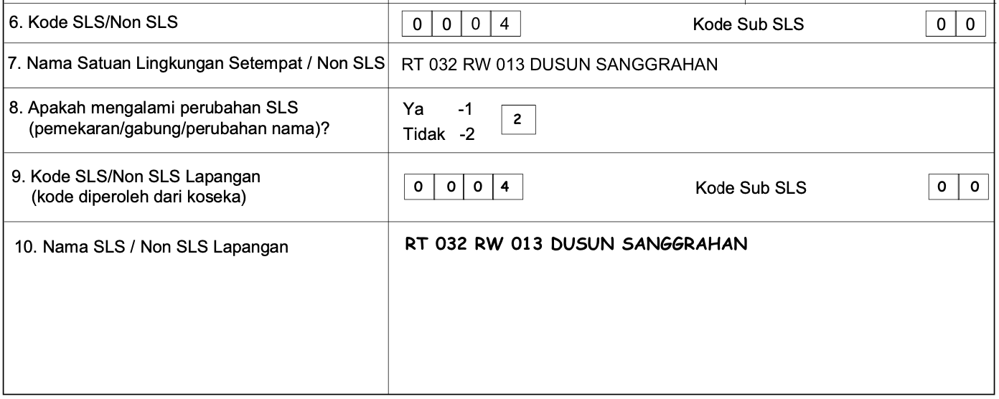 6. Kode SLS/Non SLS 0 0 0 4 Kode Sub SLS 0 0
7. Nama Satuan Lingkungan Setempat / Non SLS RT 032 RW 013 DUSUN SANGGRAHAN
8. Apakah mengalami perubahan SLS
(pemekaran/gabung/perubahan nama)?
Ya -1
Tidak -2
2
9. Kode SLS/Non SLS Lapangan
(kode diperoleh dari koseka)
0 0 0 4 Kode Sub SLS 0 0
10. Nama SLS / Non SLS Lapangan RT 032 RW 013 DUSUN SANGGRAHAN